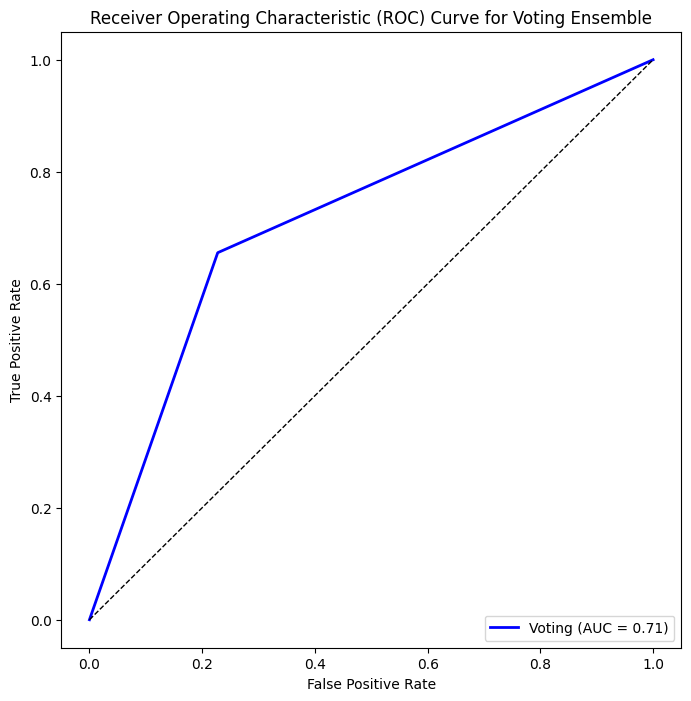 Receiver Operating Characteristic (ROC) Curve for Voting Ensemble
True Positive Rate
1.0
0.8
0.6
0.4
0.2
0.0
Voting (AUC = 0.71)
0.0 0.2 0.4 0.6 0.8 1.0
False Positive Rate